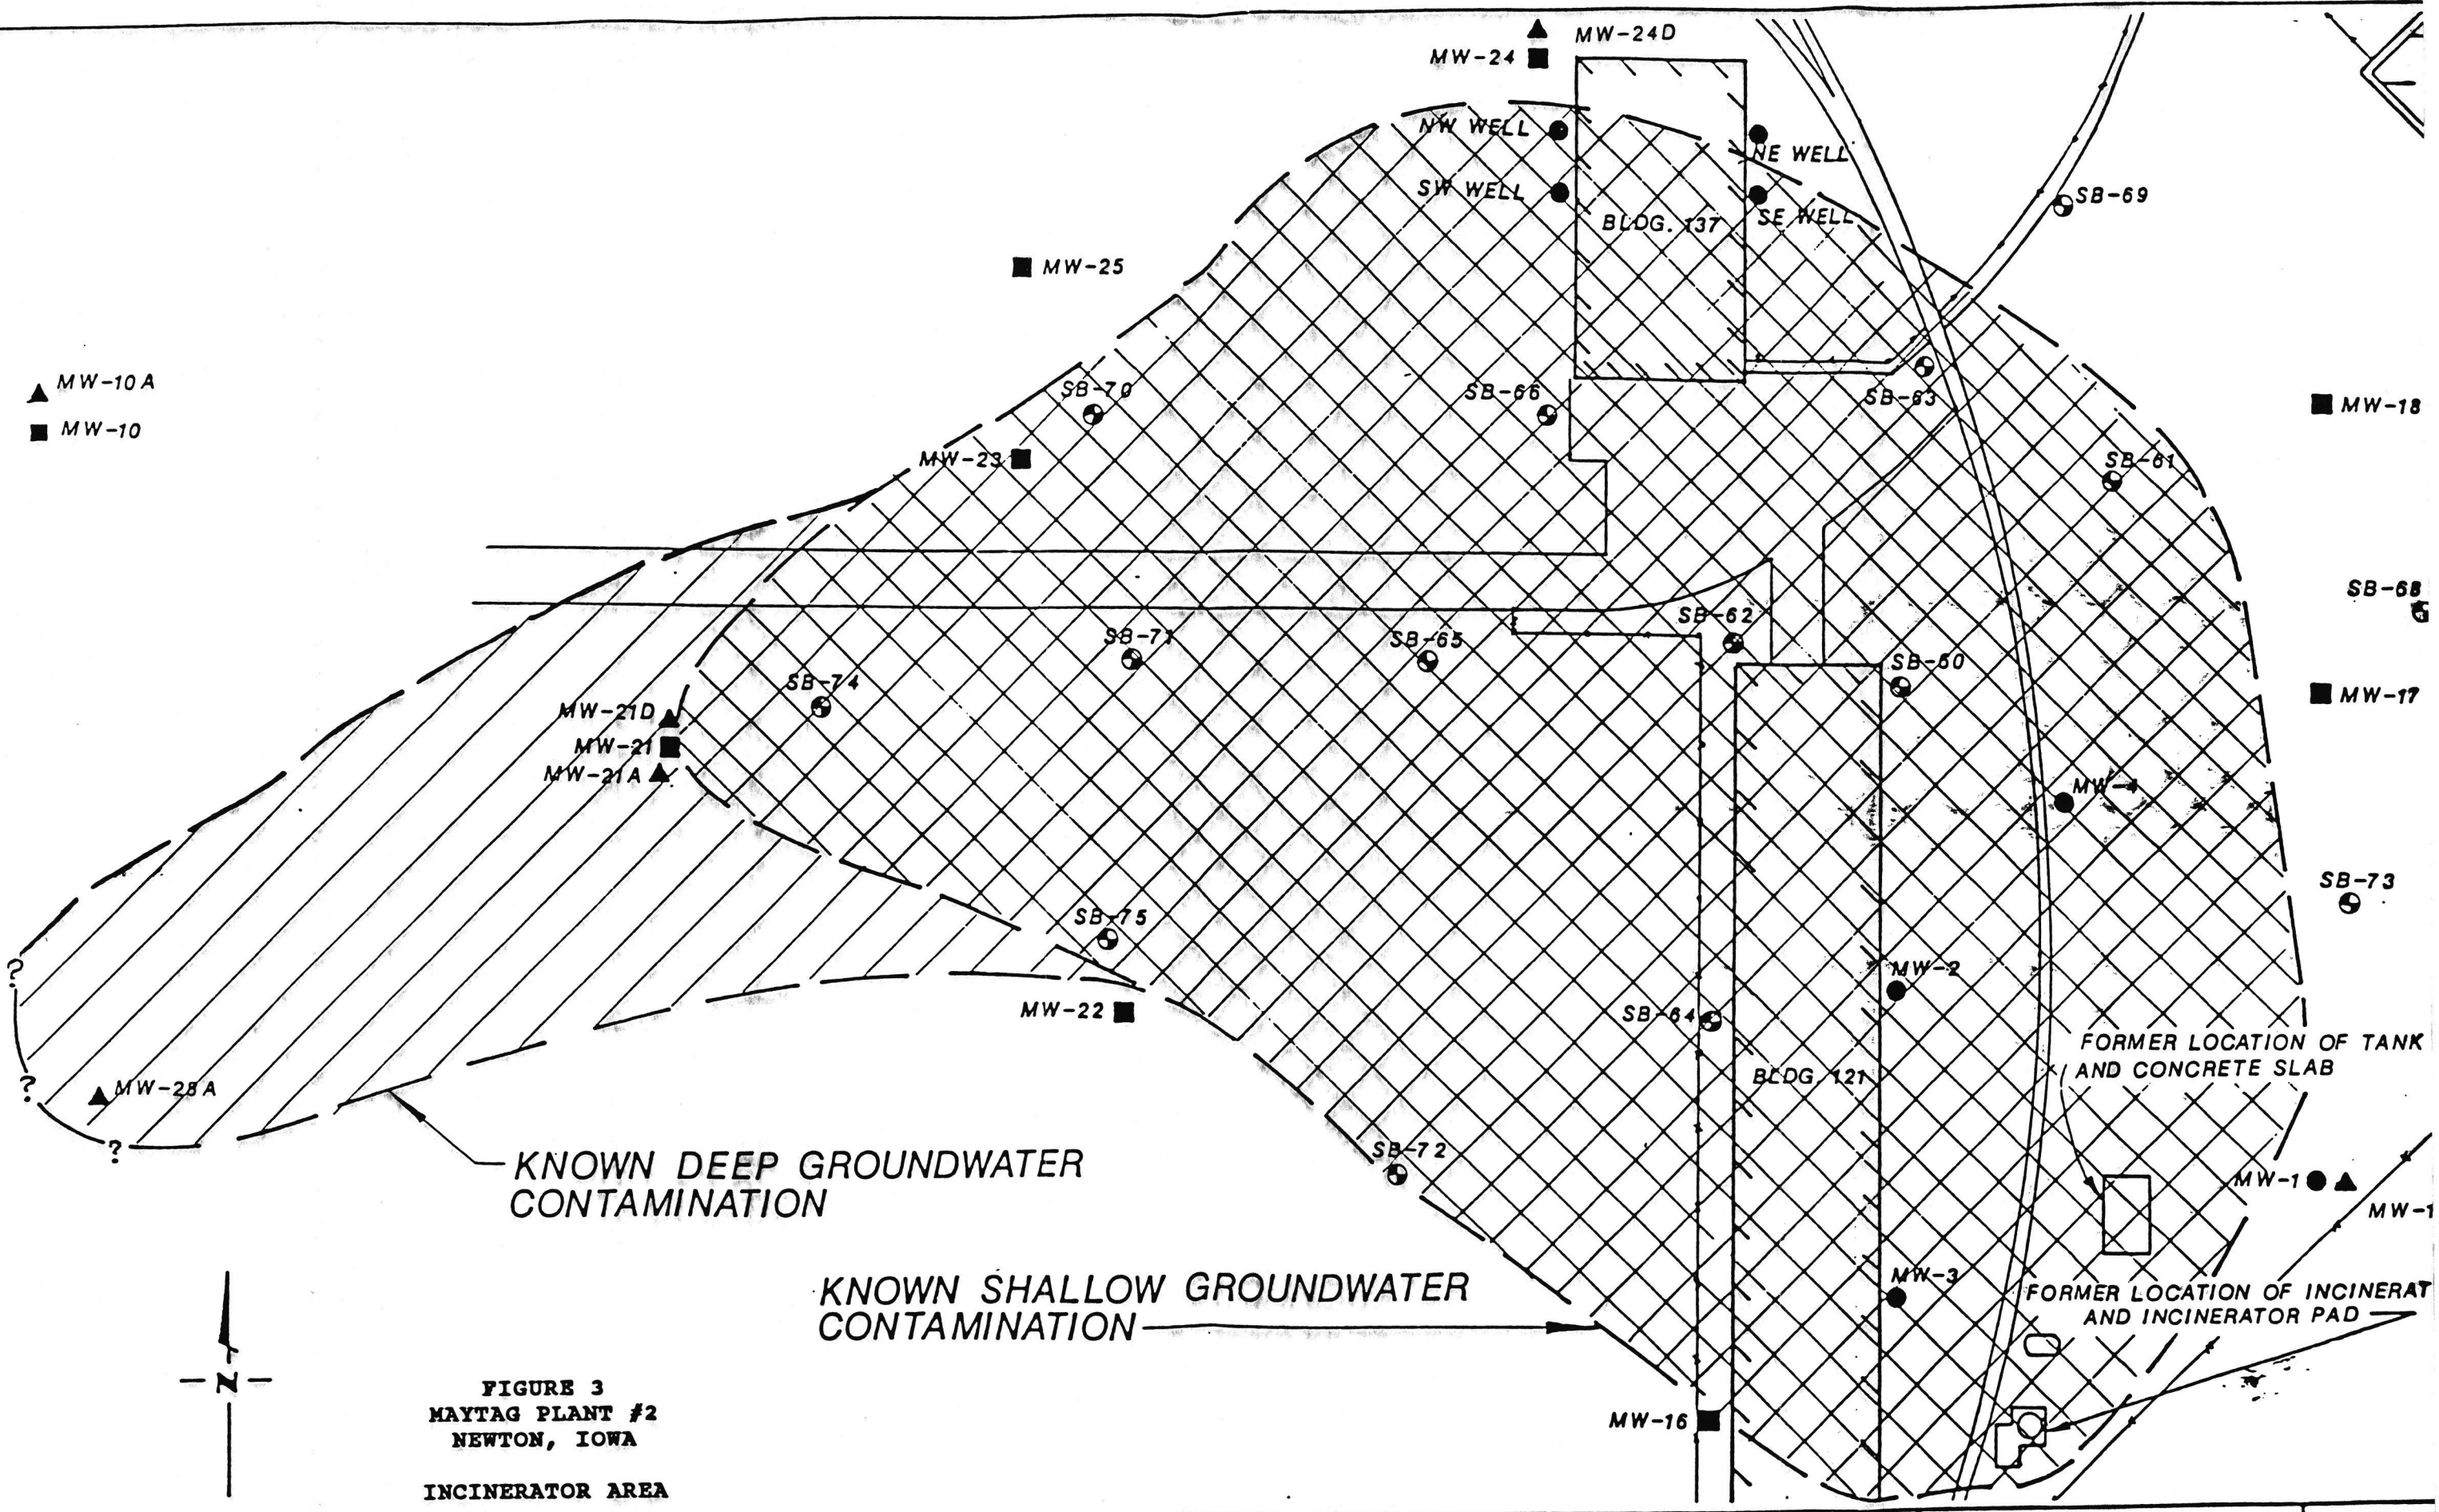 MW-24D
MW-24
NW WELL
NE WELL
SW WELL
SE WELL
BLDG. 137
SB-69
MW-25
MW-10A
MW-10
SB-70
SB-66
SB-63
MW-18
MW-23
SB-61
SB-68
SB-62
SB-71
SB-65
SB-60
SB-74
MW-17
MW-21D
MW-21
MW-21A
MW-4
SB-73
SB-75
MW-2
?
MW-22
SB-64
FORMER LOCATION OF TANK
AND CONCRETE SLAB
BLDG. 121
?
MW-28A
?
SB-72
KNOWN DEEP GROUNDWATER
CONTAMINATION
MW-1
MW-1
KNOWN SHALLOW GROUNDWATER
CONTAMINATION
MW-3
FORMER LOCATION OF INCINERAT
AND INCINERATOR PAD
N
FIGURE 3
MAYTAG PLANT #2
NEWTON, IOWA
INCINERATOR AREA
MW-16